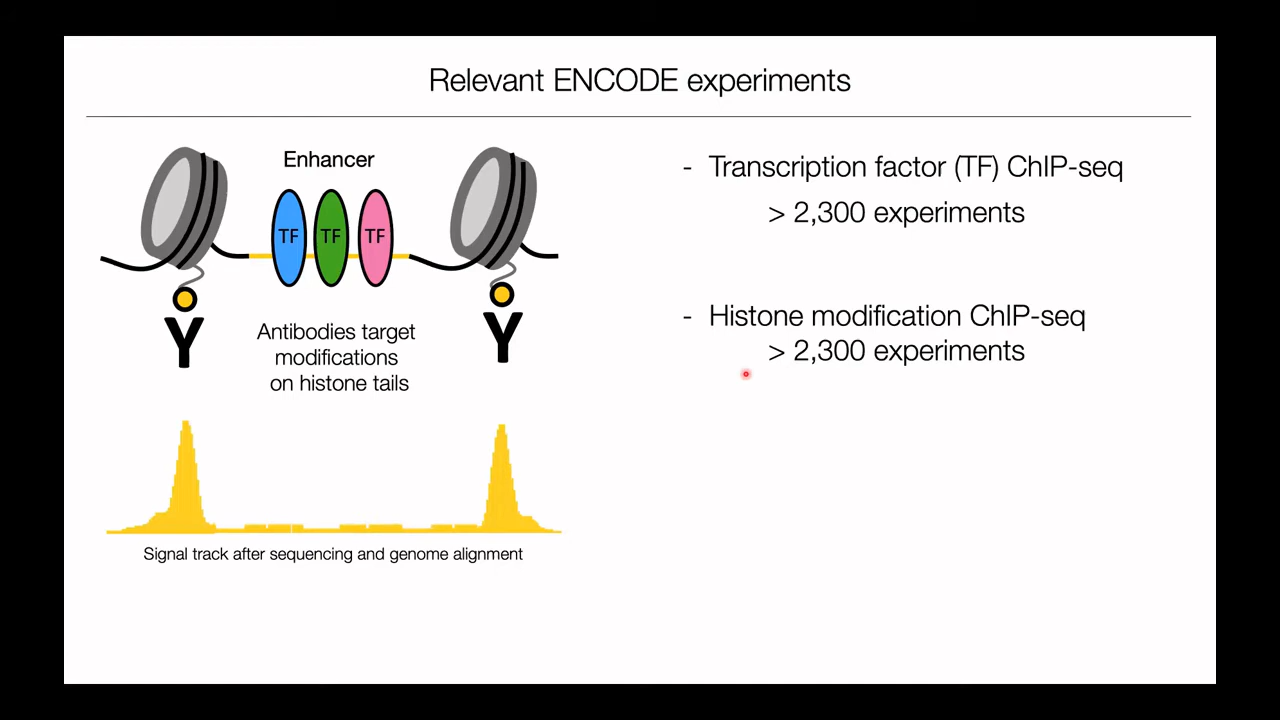 Relevant ENCODE experiments
Enhancer
TF TF TF
Antibodies target
modifications
on histone tails
Signal track after sequencing and genome alignment
- Transcription factor (TF) ChIP-seq
> 2,300 experiments
- Histone modification ChIP-seq
> 2,300 experiments